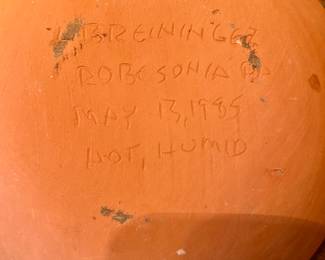 L BREININGER
ROBESONIA PA
MAY 13, 1985
HOT, HUMID